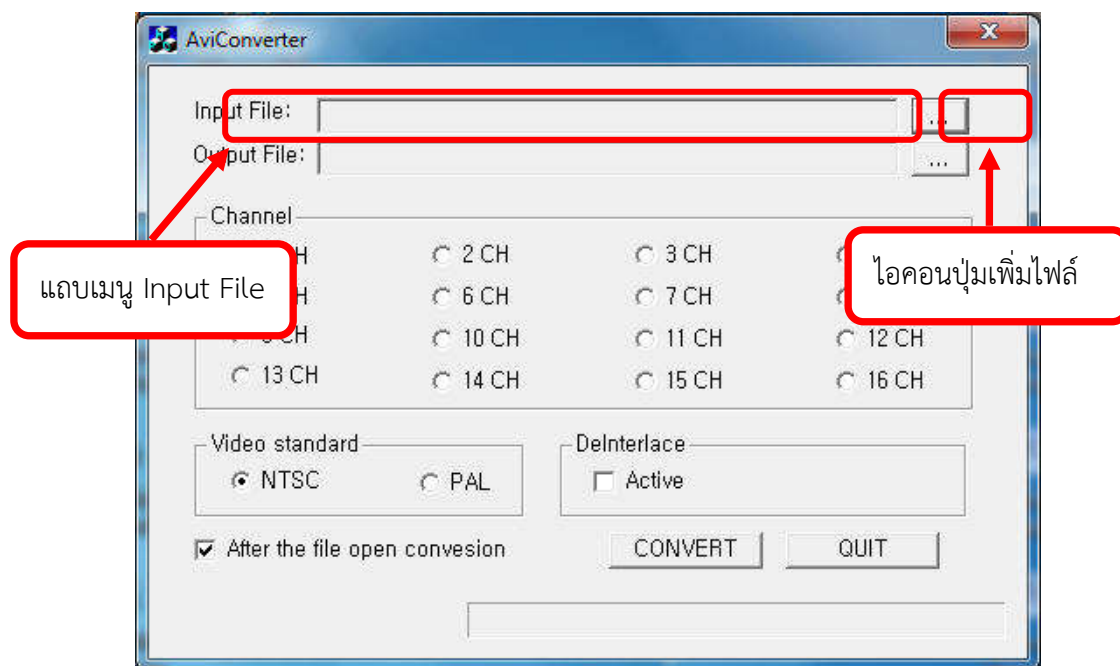 AviConverter
Input File:
...
Output File:
...
Channel
H
2 CH
3 CH
แถบเมนู Input File
ไอคอนปุ่มเพิ่มไฟล์
H
6 CH
7 CH
CH
10 CH
11 CH
12 CH
13 CH
14 CH
15 CH
16 CH
Video standard
DeInterlace
NTSC
PAL
Active
After the file open convesion
CONVERT
QUIT